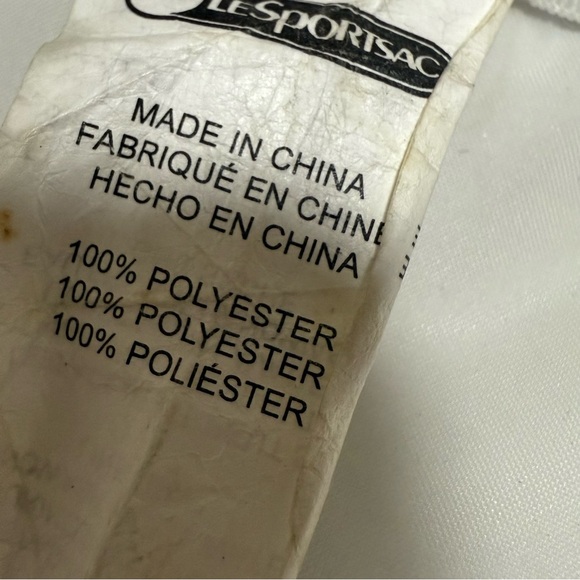 LESPORTSAC
MADE IN CHINA
FABRIQUÉ EN CHINE
HECHO EN CHINA
100% POLYESTER
100% POLYESTER
100% POLIÉSTER